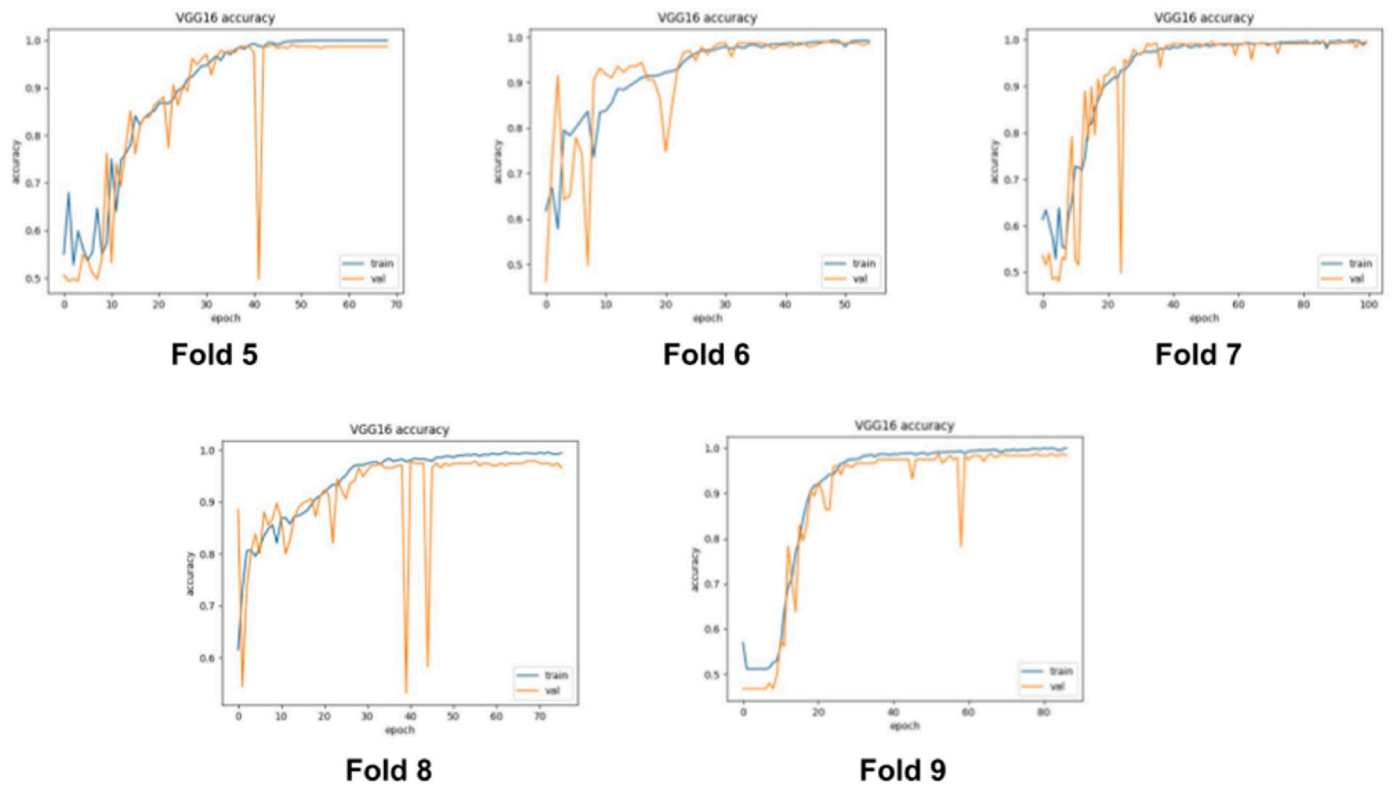 VGG16 accuracy
1.0
0.9
0.8
0.7
0.6
0.5
accuracy
train
val
0 10 20 30 40 50 60 70
epoch
Fold 5
VGG16 accuracy
1.0
0.9
0.8
0.7
0.6
0.5
accuracy
train
val
0 10 20 30 40 50
epoch
Fold 6
VGG16 accuracy
1.0
0.9
0.8
0.7
0.6
0.5
accuracy
train
val
0 20 40 60 80 100
epoch
Fold 7
VGG16 accuracy
1.0
0.9
0.8
0.7
0.6
accuracy
train
val
0 10 20 30 40 50 60 70
epoch
Fold 8
VGG16 accuracy
1.0
0.9
0.8
0.7
0.6
0.5
accuracy
train
val
0 20 40 60 80
epoch
Fold 9